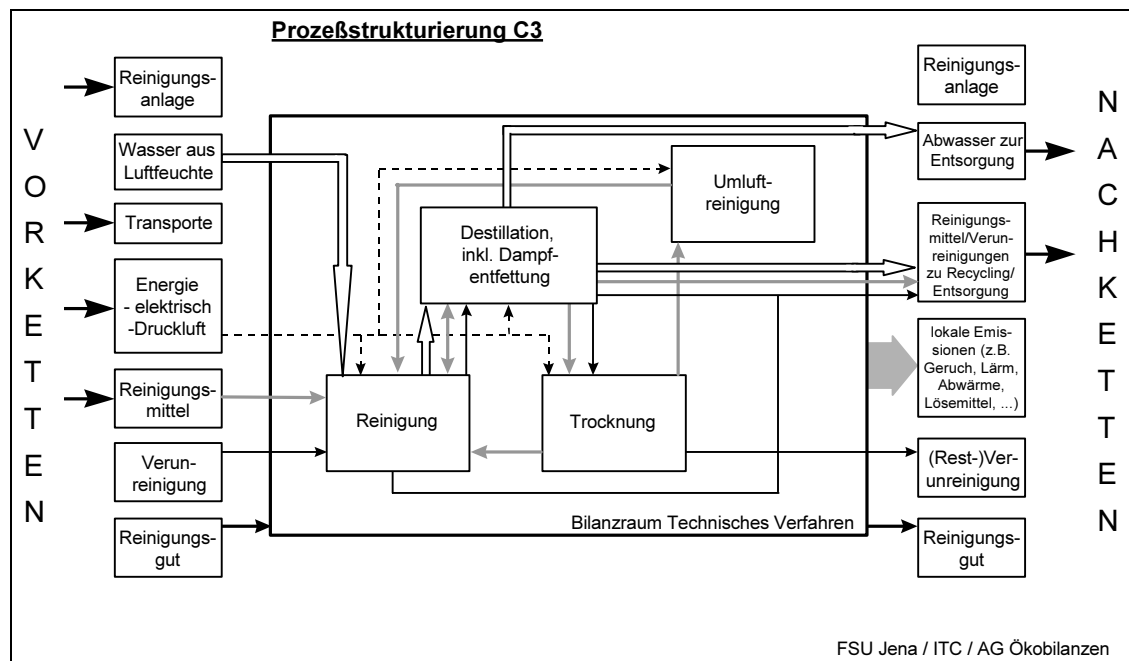 Prozeßstrukturierung C3
VORKETTEN
Reinigungs-
anlage
Wasser aus
Luftfeuchte
Transporte
Energie
- elektrisch
-Druckluft
Reinigungs-
mittel
Verun-
reinigung
Reinigungs-
gut
Umluft-
reinigung
Destillation,
inkl. Dampf-
entfettung
Reinigung
Trocknung
Bilanzraum Technisches Verfahren
Reinigungs-
anlage
Abwasser zur
Entsorgung
Reinigungs-
mittel/Verun-
reinigungen
zu Recycling/
Entsorgung
lokale Emis-
sionen (z.B.
Geruch, Lärm,
Abwärme,
Lösemittel, ...)
(Rest-)Ver-
unreinigung
Reinigungs-
gut
NACHKETTEN
FSU Jena / ITC / AG Ökobilanzen